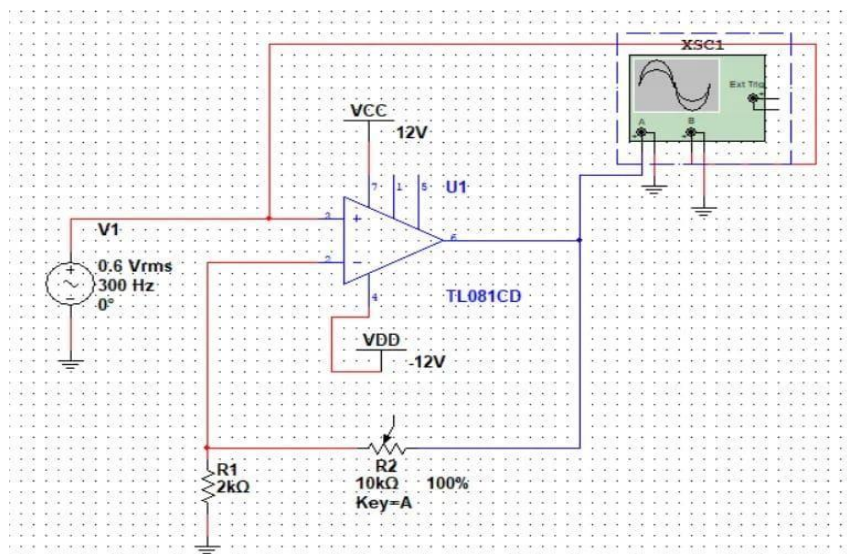 XSC1
Ext Trig
A
B
VCC
12V
7
1
5
U1
3
V1
6
2
0.6 Vrms
300 Hz
0°
4
TL081CD
VDD
-12V
R1
2kΩ
R2
10kΩ
100%
Key=A